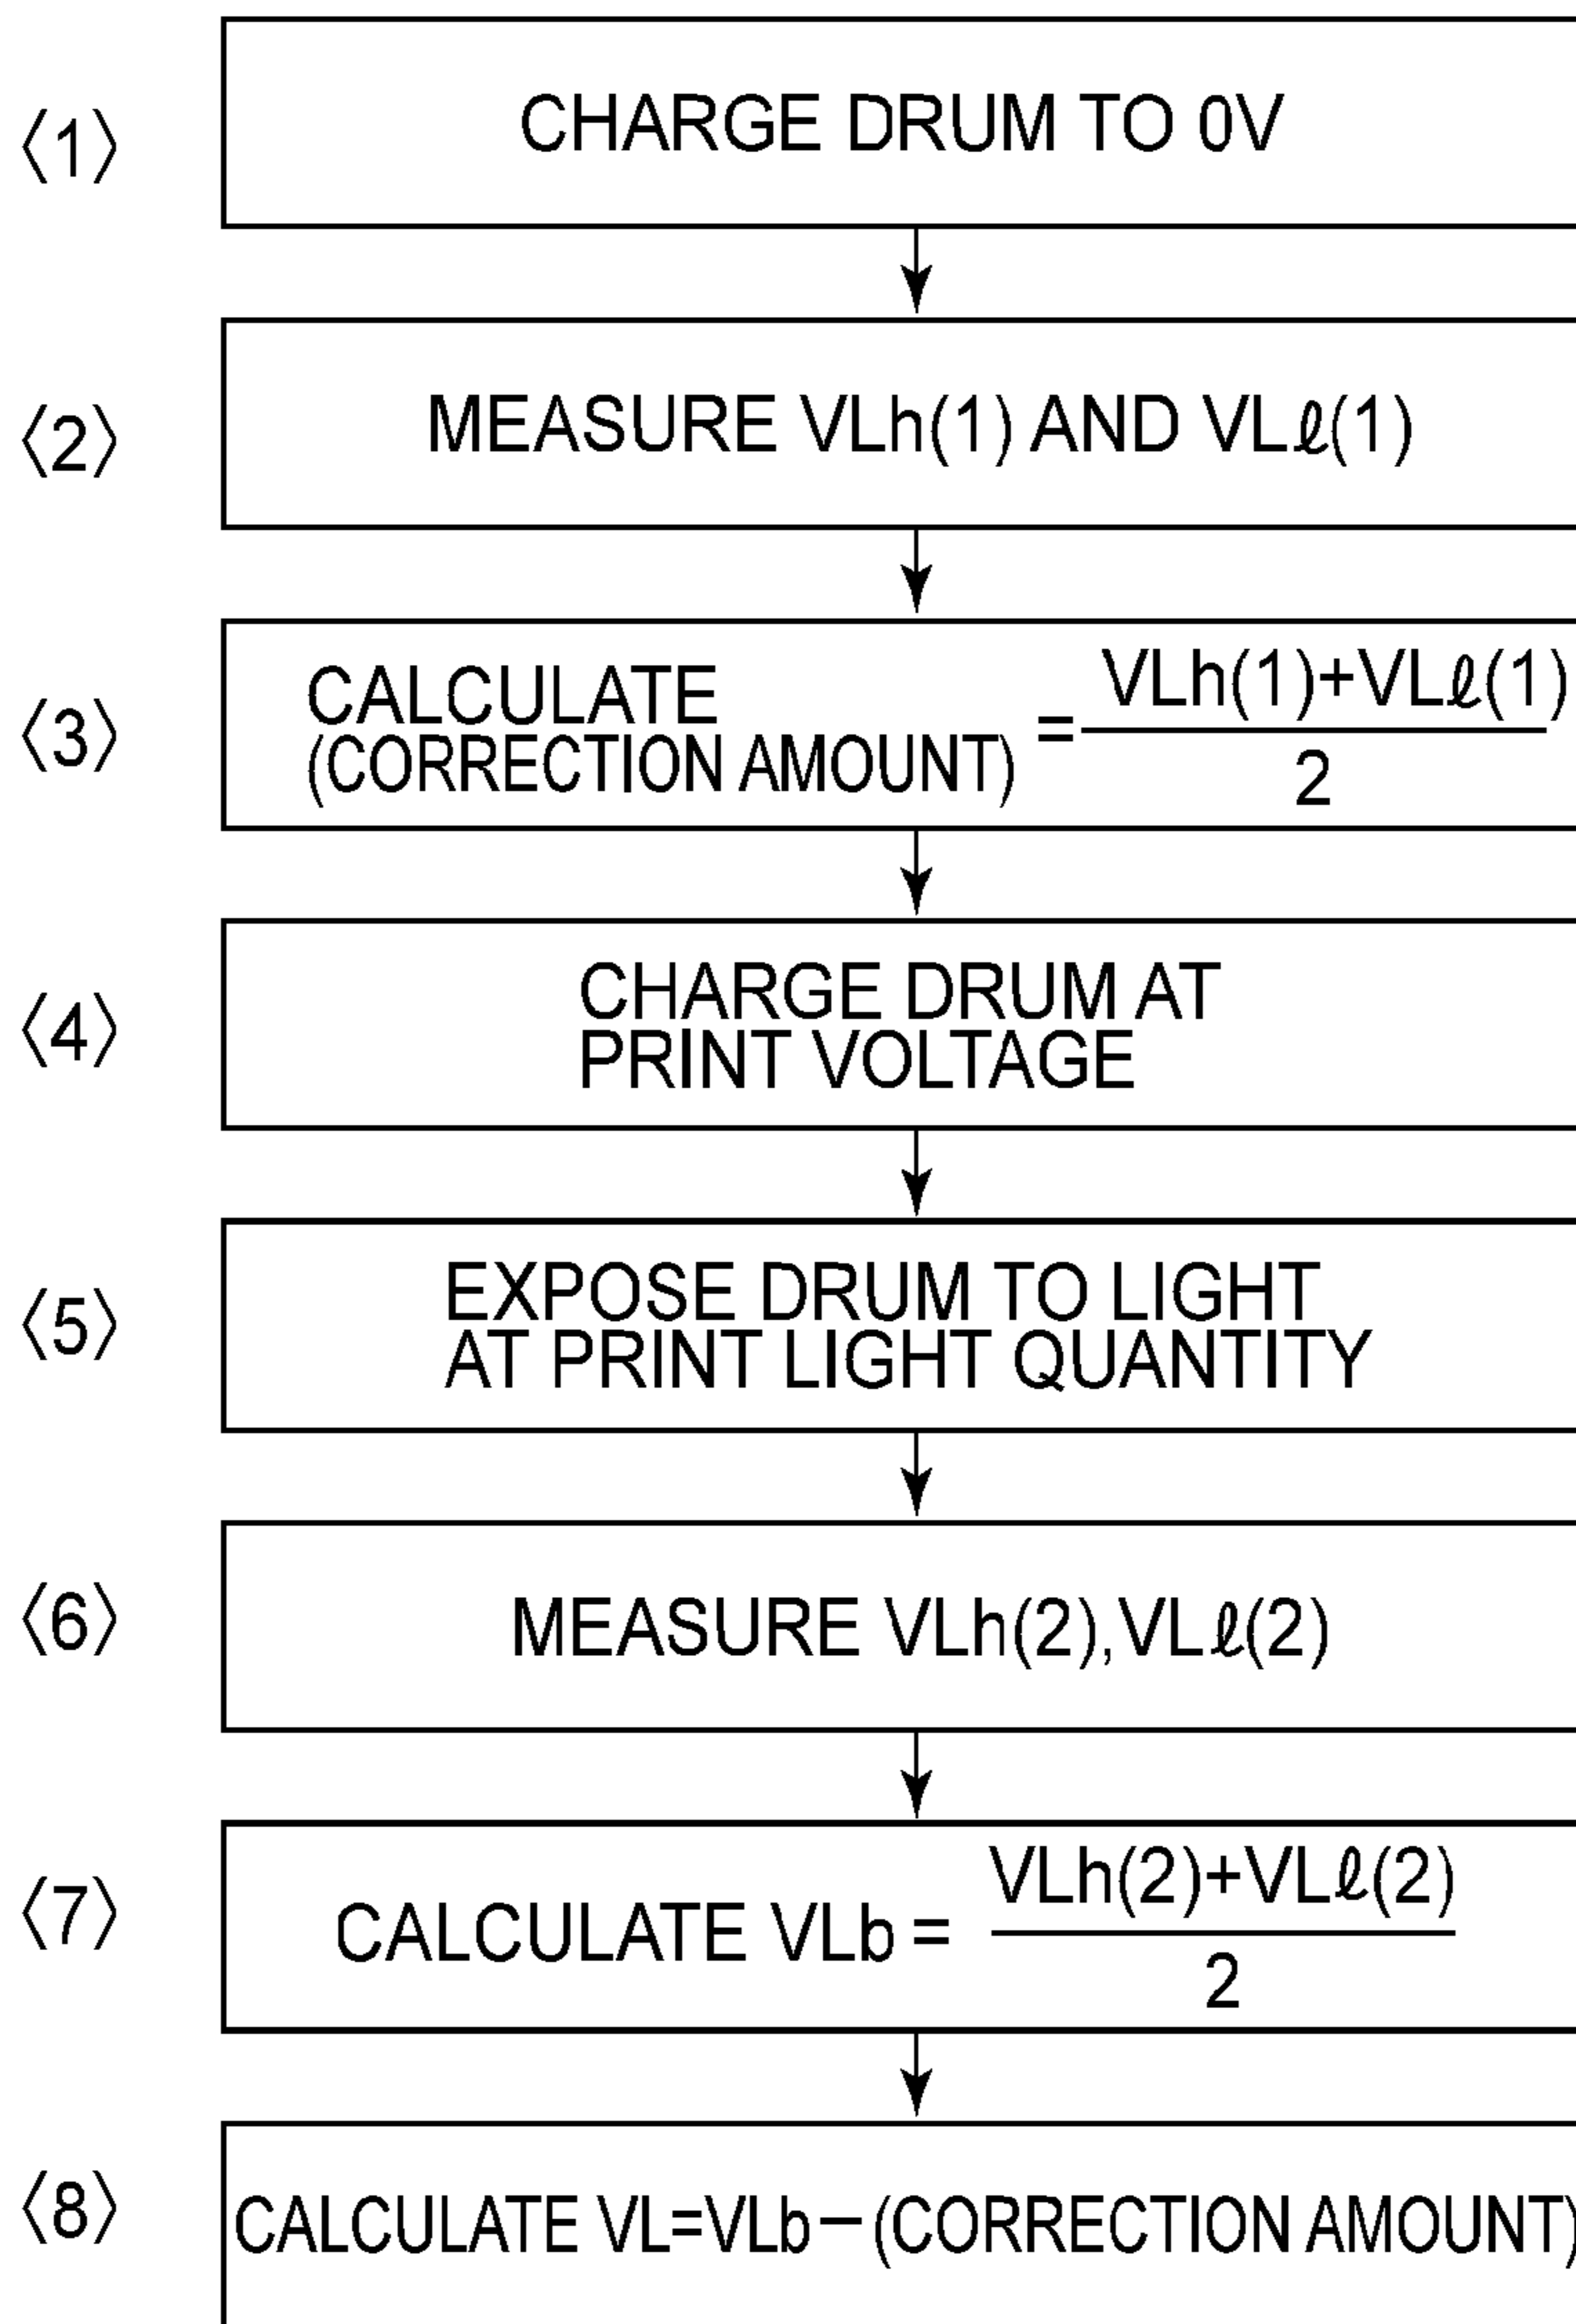 〈1〉 CHARGE DRUM TO 0V
〈2〉 MEASURE VLh(1) AND VLℓ(1)
〈3〉 CALCULATE
(CORRECTION AMOUNT) = VLh(1)+VLℓ(1)
2
〈4〉 CHARGE DRUM AT
PRINT VOLTAGE
〈5〉 EXPOSE DRUM TO LIGHT
AT PRINT LIGHT QUANTITY
〈6〉 MEASURE VLh(2),VLℓ(2)
〈7〉 CALCULATE VLb = VLh(2)+VLℓ(2)
2
〈8〉 CALCULATE VL=VLb−(CORRECTION AMOUNT)